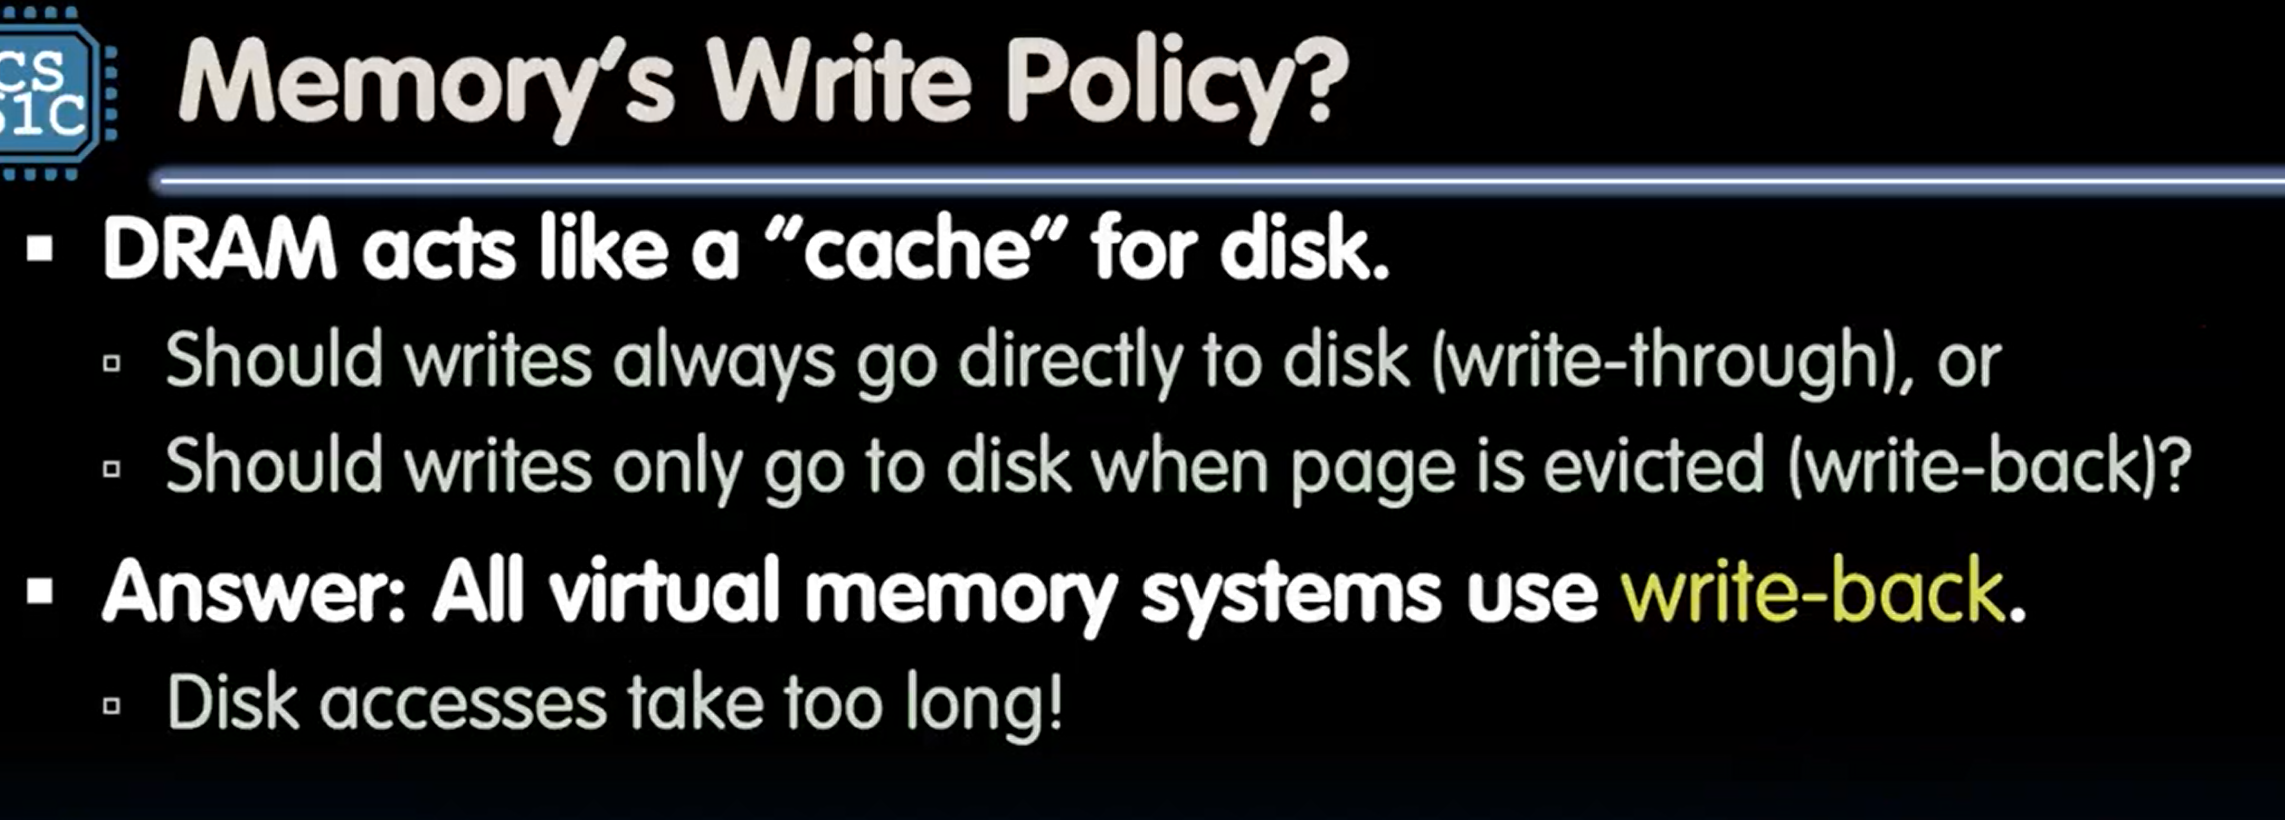 CS
61C
Memory's Write Policy?
▪ DRAM acts like a "cache" for disk.
▫ Should writes always go directly to disk (write-through), or
▫ Should writes only go to disk when page is evicted (write-back)?
▪ Answer: All virtual memory systems use write-back.
▫ Disk accesses take too long!